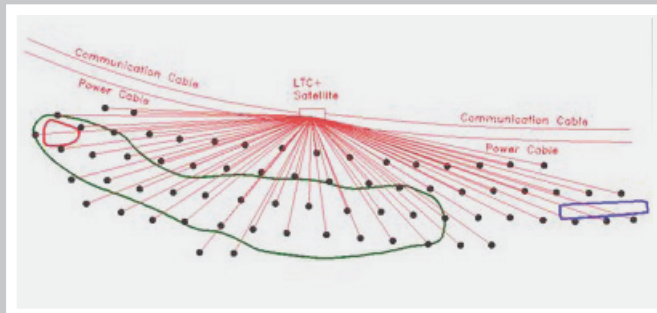 Communication Cable
Power Cable
LTC+
Satellite
Communication Cable
Power Cable